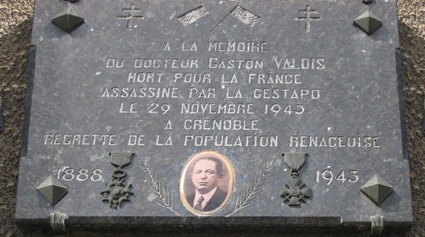 A LA MEMOIRE
DU DOCTEUR GASTON VALOIS
MORT POUR LA FRANCE
ASSASSINE PAR LA GESTAPO
LE 29 NOVEMBRE 1943
A GRENOBLE
REGRETTE DE LA POPULATION RENAGEOISE
1888 1943